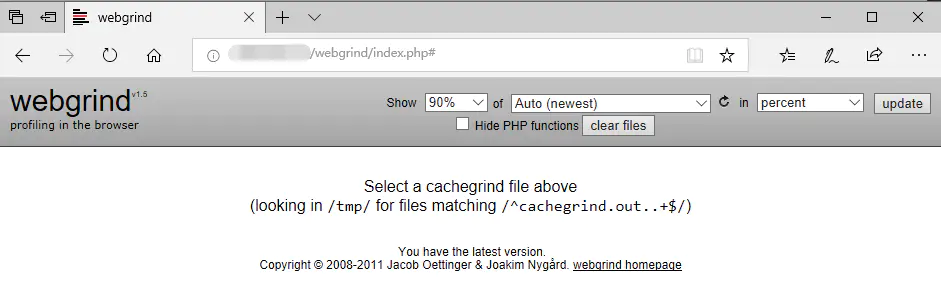 webgrind
/webgrind/index.php#
webgrind v1.5
profiling in the browser
Show 90% of Auto (newest) in percent update
Hide PHP functions clear files
Select a cachegrind file above
(looking in /tmp/ for files matching /^cachegrind.out..+$/)
You have the latest version.
Copyright © 2008-2011 Jacob Oettinger & Joakim Nygård. webgrind homepage